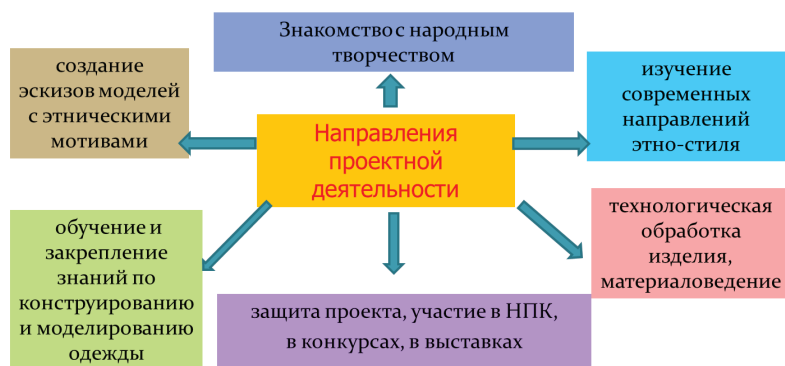 Знакомство с народным
творчеством
создание
эскизов моделей
с этническими
мотивами
изучение
современных
направлений
этно-стиля
Направления
проектной
деятельности
обучение и
закрепление
знаний по
конструированию
и моделированию
одежды
технологическая
обработка
изделия,
материаловедение
защита проекта, участие в НПК,
в конкурсах, в выставках